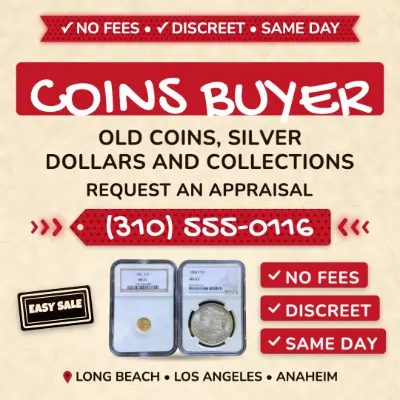 ✓ NO FEES • ✓ DISCREET • SAME DAY
COINS BUYER
OLD COINS, SILVER
DOLLARS AND COLLECTIONS
REQUEST AN APPRAISAL
(310) 555-0116
✓ NO FEES
EASY SALE
✓ DISCREET
✓ SAME DAY
LONG BEACH • LOS ANGELES • ANAHEIM